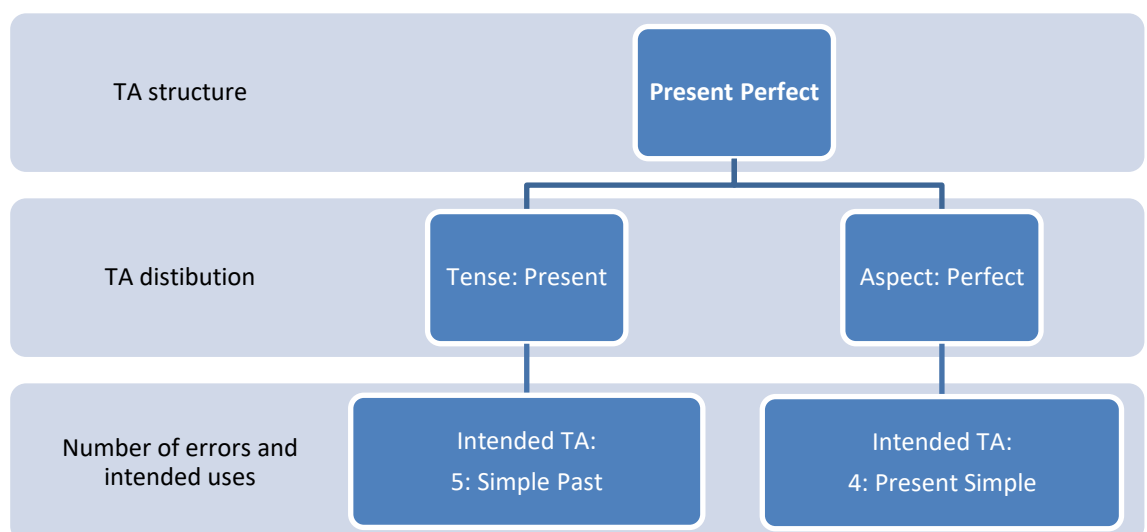 TA structure
Present Perfect
TA distibution
Tense: Present
Aspect: Perfect
Number of errors and
intended uses
Intended TA:
5: Simple Past
Intended TA:
4: Present Simple